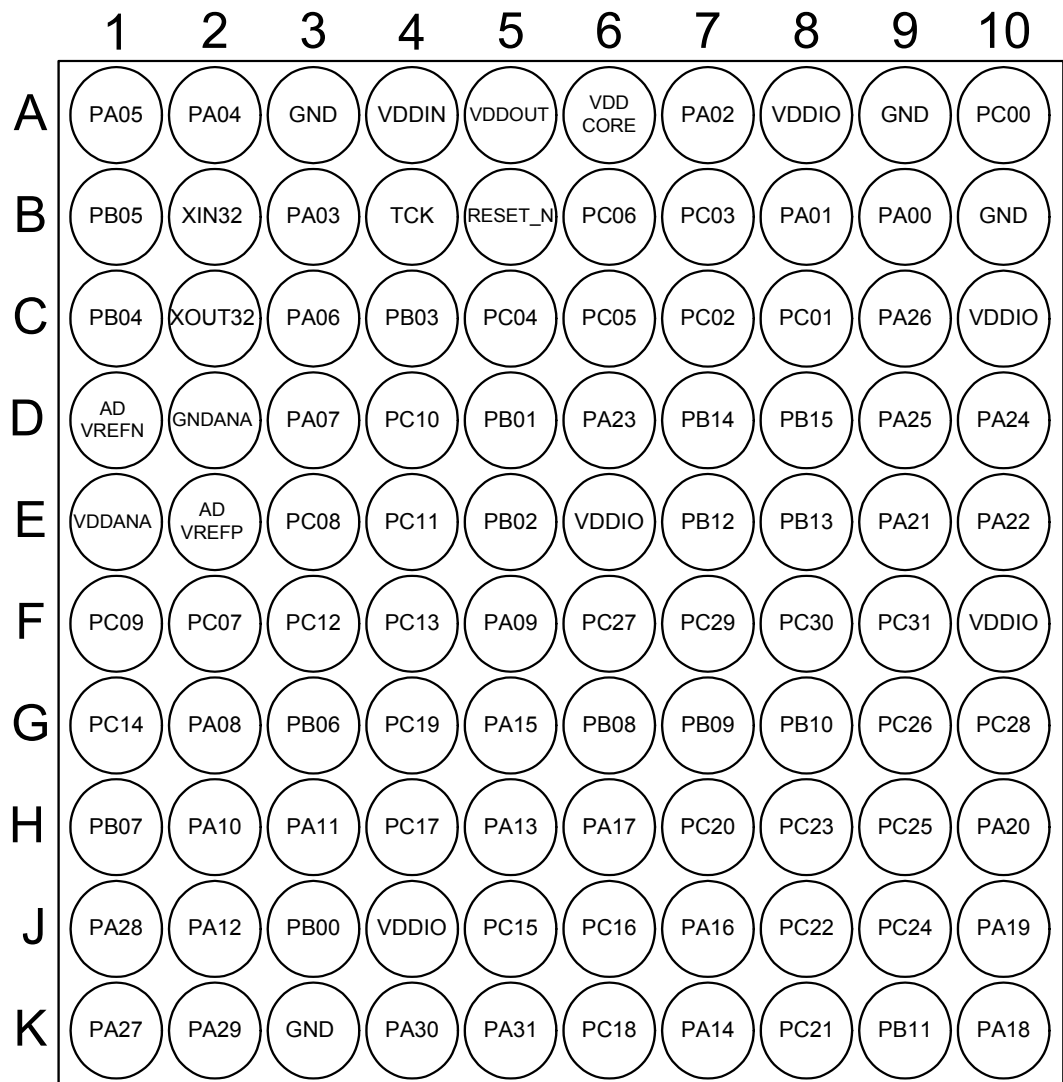 1 2 3 4 5 6 7 8 9 10
A PA05 PA04 GND VDDIN VDDOUT VDD CORE PA02 VDDIO GND PC00
B PB05 XIN32 PA03 TCK RESET_N PC06 PC03 PA01 PA00 GND
C PB04 XOUT32 PA06 PB03 PC04 PC05 PC02 PC01 PA26 VDDIO
D AD VREFN GNDANA PA07 PC10 PB01 PA23 PB14 PB15 PA25 PA24
E VDDANA AD VREFP PC08 PC11 PB02 VDDIO PB12 PB13 PA21 PA22
F PC09 PC07 PC12 PC13 PA09 PC27 PC29 PC30 PC31 VDDIO
G PC14 PA08 PB06 PC19 PA15 PB08 PB09 PB10 PC26 PC28
H PB07 PA10 PA11 PC17 PA13 PA17 PC20 PC23 PC25 PA20
J PA28 PA12 PB00 VDDIO PC15 PC16 PA16 PC22 PC24 PA19
K PA27 PA29 GND PA30 PA31 PC18 PA14 PC21 PB11 PA18